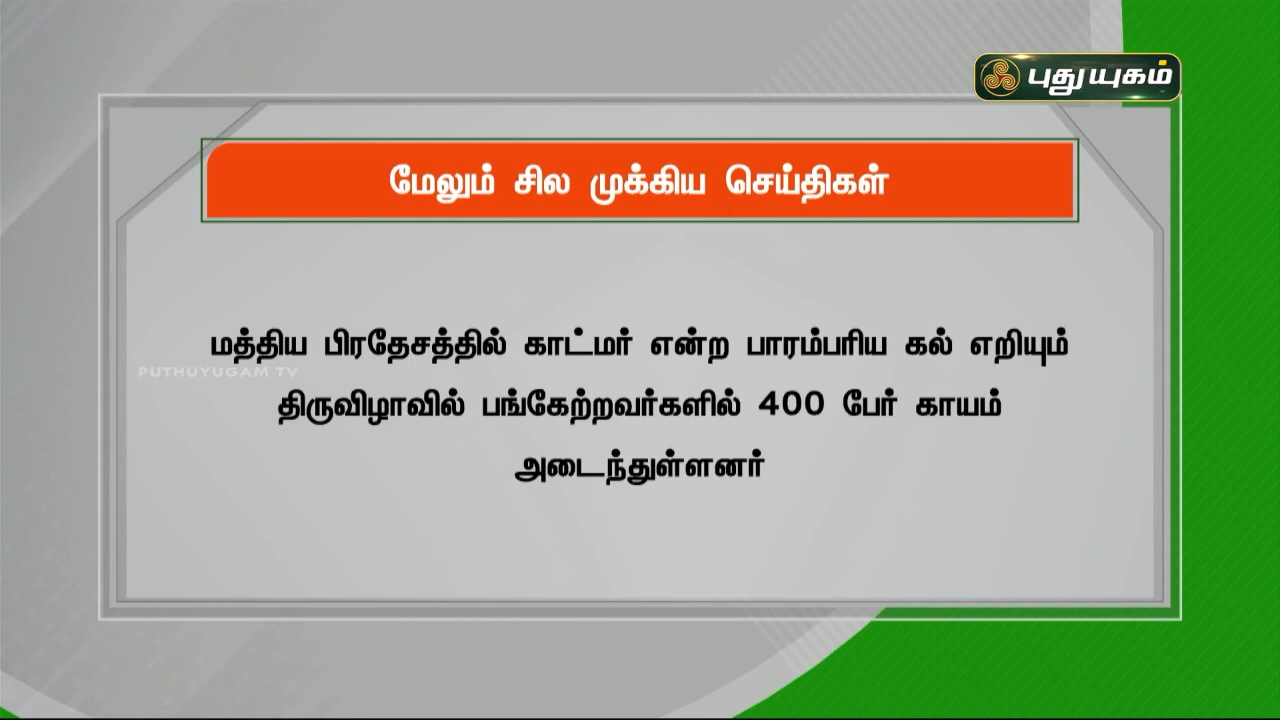 புதுயுகம்
மேலும் சில முக்கிய செய்திகள்
மத்திய பிரதேசத்தில் காட்மர் என்ற பாரம்பரிய கல் எறியும்
PUTHUYUGAM TV
திருவிழாவில் பங்கேற்றவர்களில் 400 பேர் காயம்
அடைந்துள்ளனர்